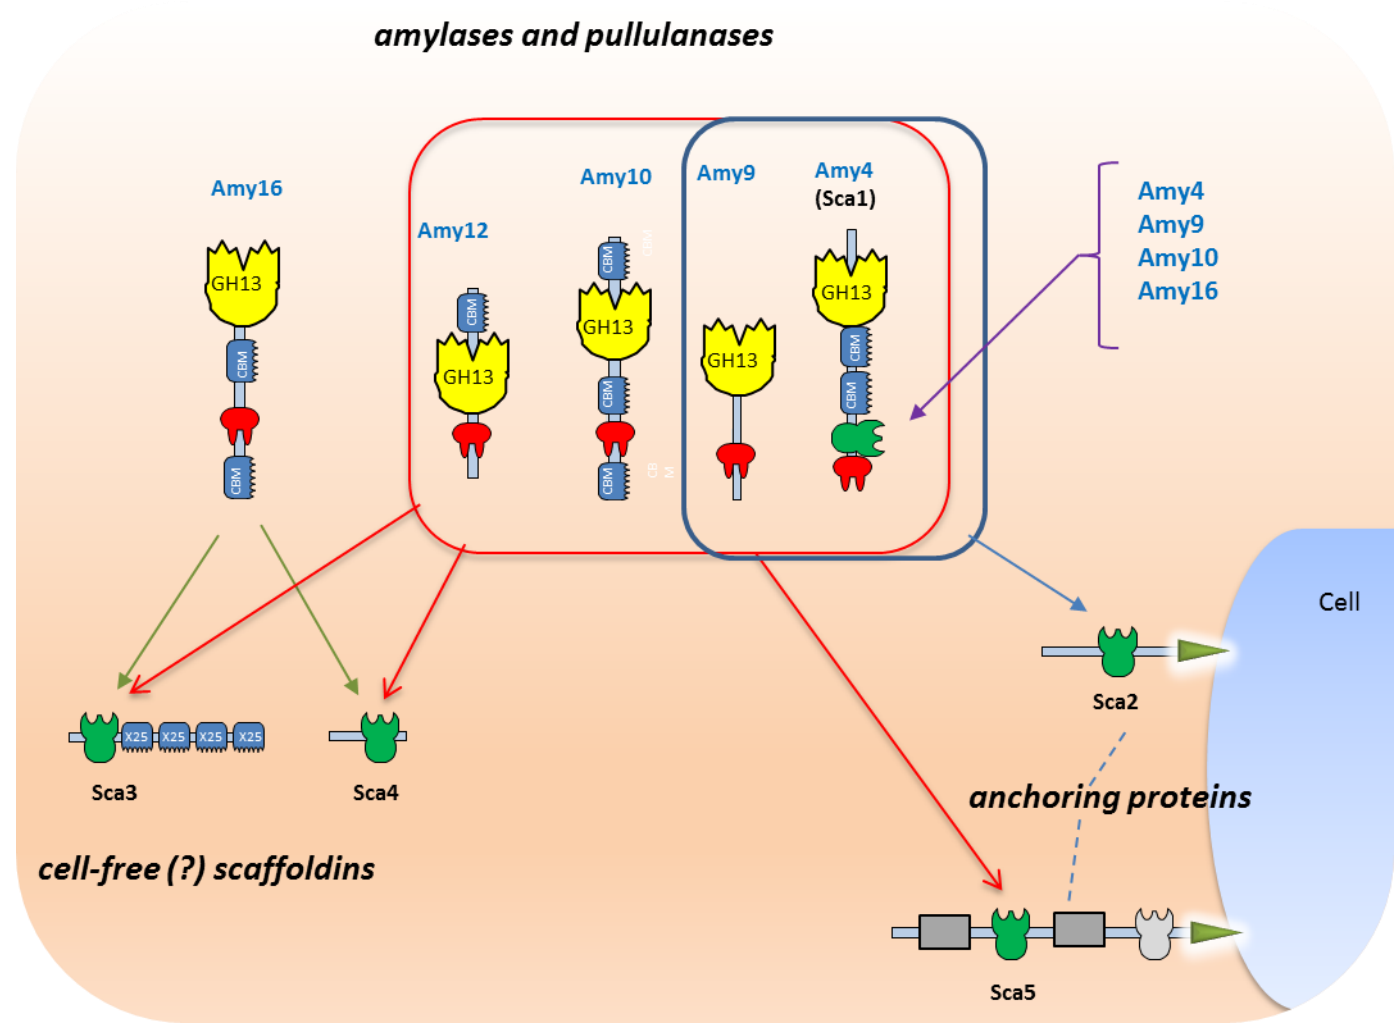 amylases and pullulanases
Amy16
Amy12
Amy10
Amy9
Amy4
(Sca1)
Amy4
Amy9
Amy10
Amy16
GH13
CBM
CBM
CBM
GH13
CBM
CBM
GH13
CBM
CBM
CB
M
GH13
GH13
CBM
CBM
Cell
Sca2
X25
X25
X25
X25
Sca3
Sca4
anchoring proteins
cell-free (?) scaffoldins
Sca5